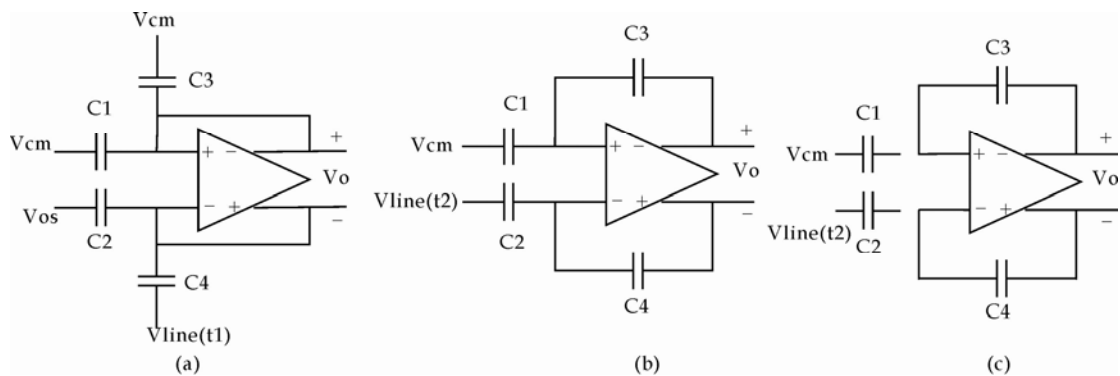 Vcm
C3
C1
Vcm
+
−
+
Vo
−
+
−
Vos
C2
C4
Vline(t1)
(a)
C3
C1
Vcm
+
−
+
Vo
Vline(t2)
−
+
−
C2
C4
(b)
C3
C1
Vcm
+
−
+
Vo
−
+
−
Vline(t2)
C2
C4
(c)